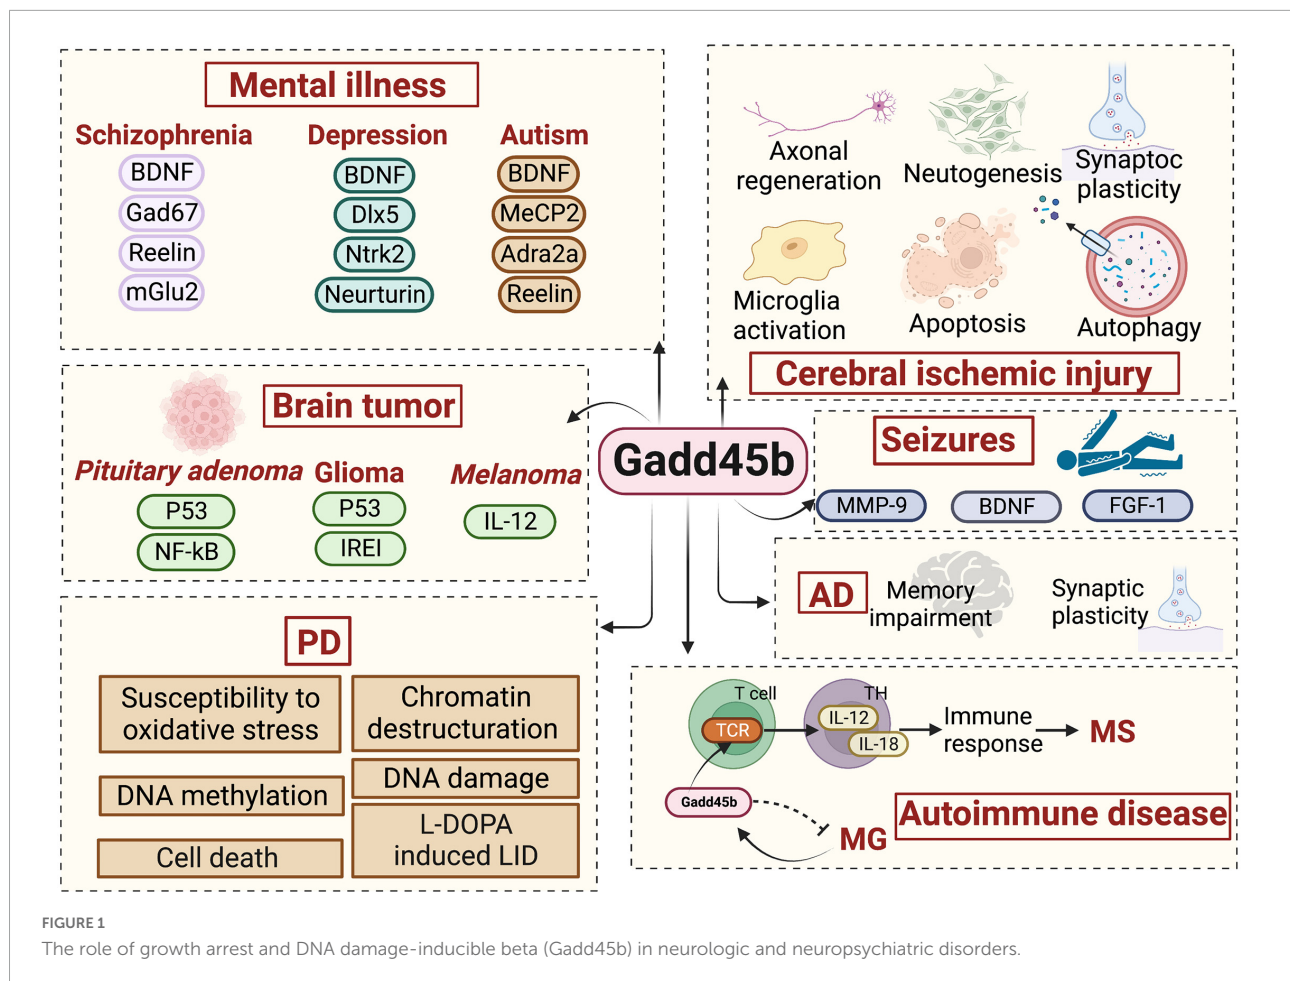 Mental illness
Schizophrenia
BDNF
Gad67
Reelin
mGlu2
Depression
BDNF
Dlx5
Ntrk2
Neurturin
Autism
BDNF
MeCP2
Adra2a
Reelin
Axonal
regeneration
Neutogenesis
Synaptoc
plasticity
Microglia
activation
Apoptosis
Autophagy
Cerebral ischemic injury
Brain tumor
Pituitary adenoma
P53
NF-kB
Glioma
P53
IREI
Melanoma
IL-12
Gadd45b
Seizures
MMP-9
BDNF
FGF-1
AD
Memory
impairment
Synaptic
plasticity
PD
Susceptibility to
oxidative stress
Chromatin
destructuration
DNA methylation
DNA damage
Cell death
L-DOPA
induced LID
T cell
TCR
TH
IL-12
IL-18
Immune
response
MS
Gadd45b
MG
Autoimmune disease
FIGURE 1
The role of growth arrest and DNA damage-inducible beta (Gadd45b) in neurologic and neuropsychiatric disorders.